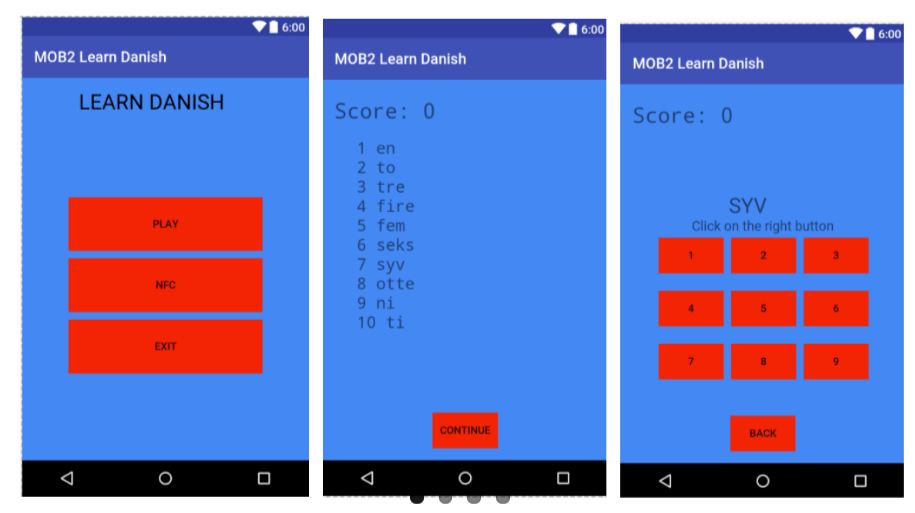 6:00
MOB2 Learn Danish
LEARN DANISH
PLAY
NFC
EXIT
6:00
MOB2 Learn Danish
Score: 0
1 en
2 to
3 tre
4 fire
5 fem
6 seks
7 syv
8 otte
9 ni
10 ti
CONTINUE
6:00
MOB2 Learn Danish
Score: 0
SYV
Click on the right button
1 2 3
4 5 6
7 8 9
BACK